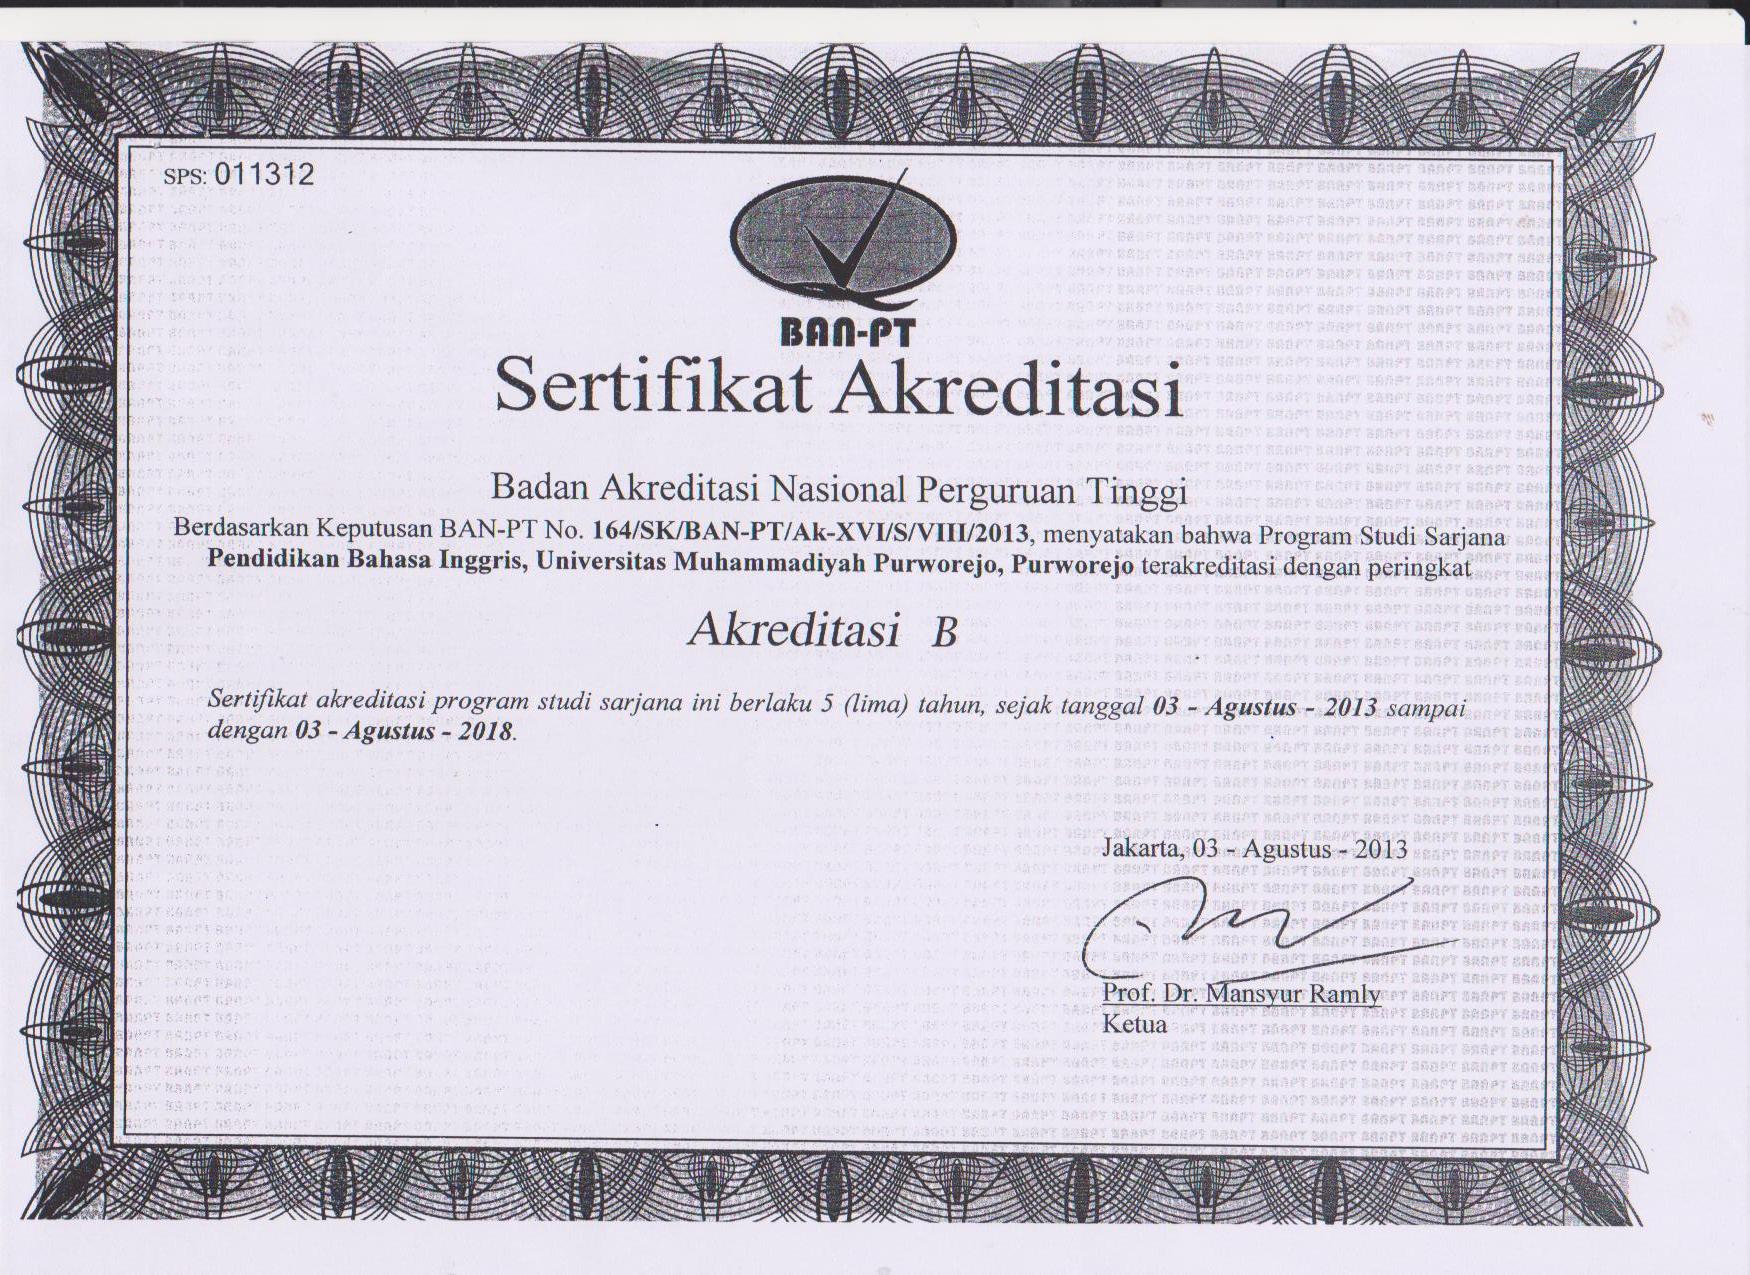 SPS: 011312
BAN-PT
Sertifikat Akreditasi
Badan Akreditasi Nasional Perguruan Tinggi
Berdasarkan Keputusan BAN-PT No. 164/SK/BAN-PT/Ak-XVI/S/VIII/2013, menyatakan bahwa Program Studi Sarjana
Pendidikan Bahasa Inggris, Universitas Muhammadiyah Purworejo, Purworejo terakreditasi dengan peringkat
Akreditasi B
Sertifikat akreditasi program studi sarjana ini berlaku 5 (lima) tahun, sejak tanggal 03 - Agustus - 2013 sampai
dengan 03 - Agustus - 2018.
Jakarta, 03 - Agustus - 2013
Prof. Dr. Mansyur Ramly
Ketua